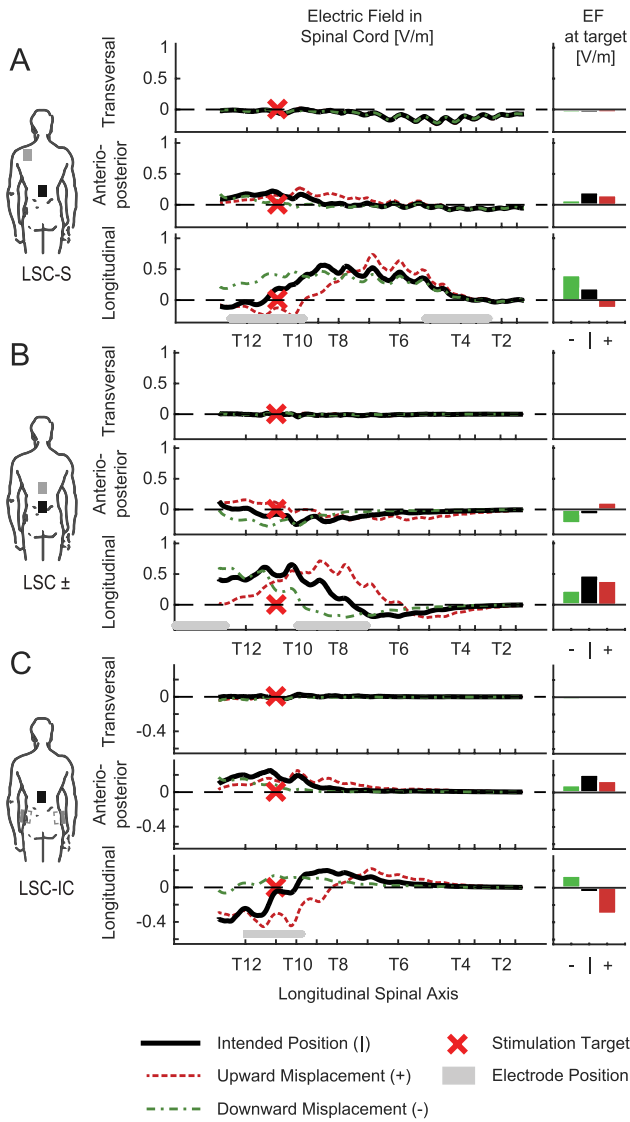 Electric Field in
Spinal Cord [V/m]
EF
at target
[V/m]
A
Transversal
1
0.5
0
Anterio-
posterior
1
0
Longitudinal
1
0.5
0
LSC-S
T12 T10 T8 T6 T4 T2
- | +
B
Transversal
1
0.5
0
Anterio-
posterior
1
0.5
0
Longitudinal
1
0.5
0
LSC ±
T12 T10 T8 T6 T4 T2
- | +
C
Transversal
0
-0.4
Anterio-
posterior
0
-0.4
Longitudinal
0
-0.4
LSC-IC
T12 T10 T8 T6 T4 T2
- | +
Longitudinal Spinal Axis
Intended Position (|)
Stimulation Target
Upward Misplacement (+)
Electrode Position
Downward Misplacement (-)